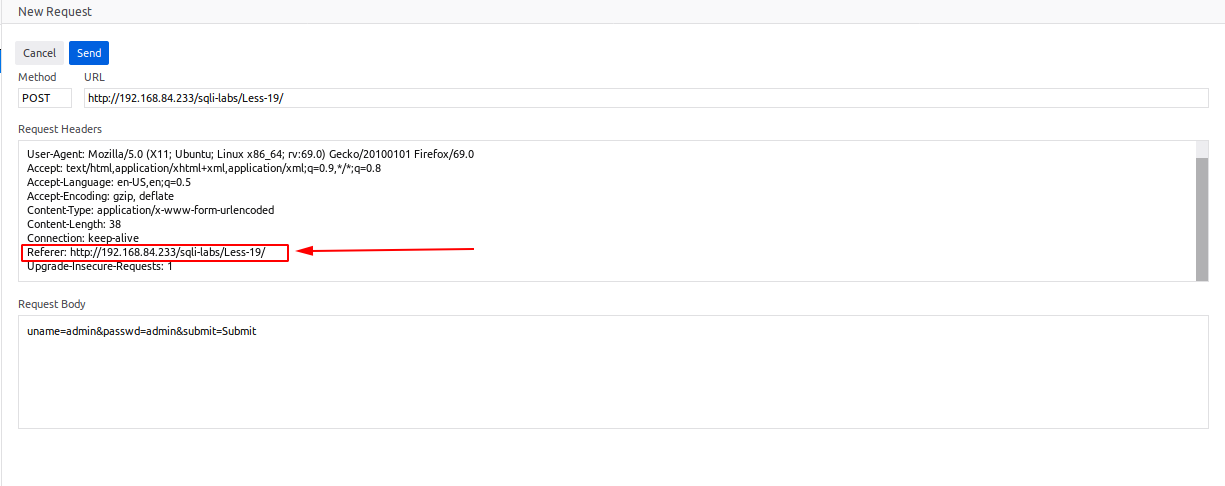 New Request
Cancel Send
Method URL
POST http://192.168.84.233/sqli-labs/Less-19/
Request Headers
User-Agent: Mozilla/5.0 (X11; Ubuntu; Linux x86_64; rv:69.0) Gecko/20100101 Firefox/69.0
Accept: text/html,application/xhtml+xml,application/xml;q=0.9,*/*;q=0.8
Accept-Language: en-US,en;q=0.5
Accept-Encoding: gzip, deflate
Content-Type: application/x-www-form-urlencoded
Content-Length: 38
Connection: keep-alive
Referer: http://192.168.84.233/sqli-labs/Less-19/
Upgrade-Insecure-Requests: 1
Request Body
uname=admin&passwd=admin&submit=Submit